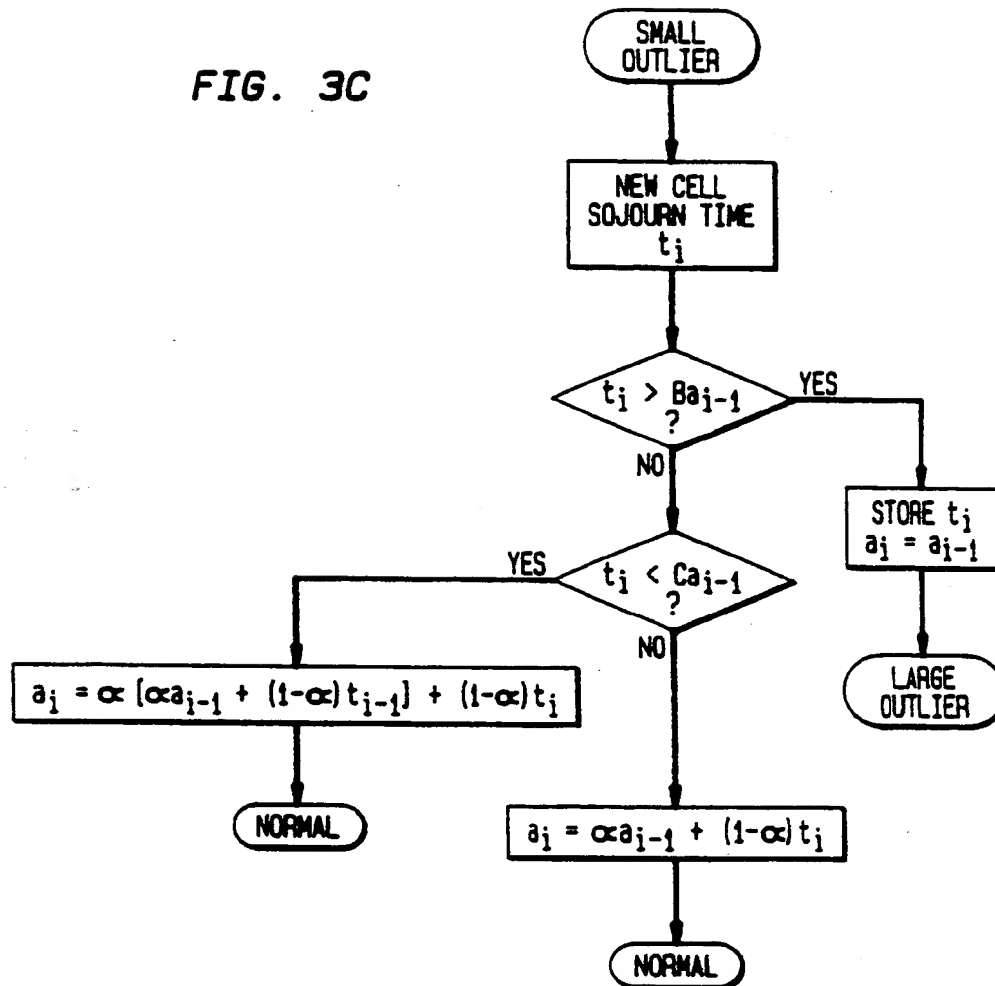 FIG. 3C
SMALL
OUTLIER
NEW CELL
SOJOURN TIME
tᵢ
tᵢ > Baᵢ₋₁
?
YES
NO
STORE tᵢ
aᵢ = aᵢ₋₁
LARGE
OUTLIER
tᵢ < Caᵢ₋₁
?
YES
NO
aᵢ = ∝ [∝aᵢ₋₁ + (1-∝)tᵢ₋₁] + (1-∝)tᵢ
NORMAL
aᵢ = ∝aᵢ₋₁ + (1-∝)tᵢ
NORMAL